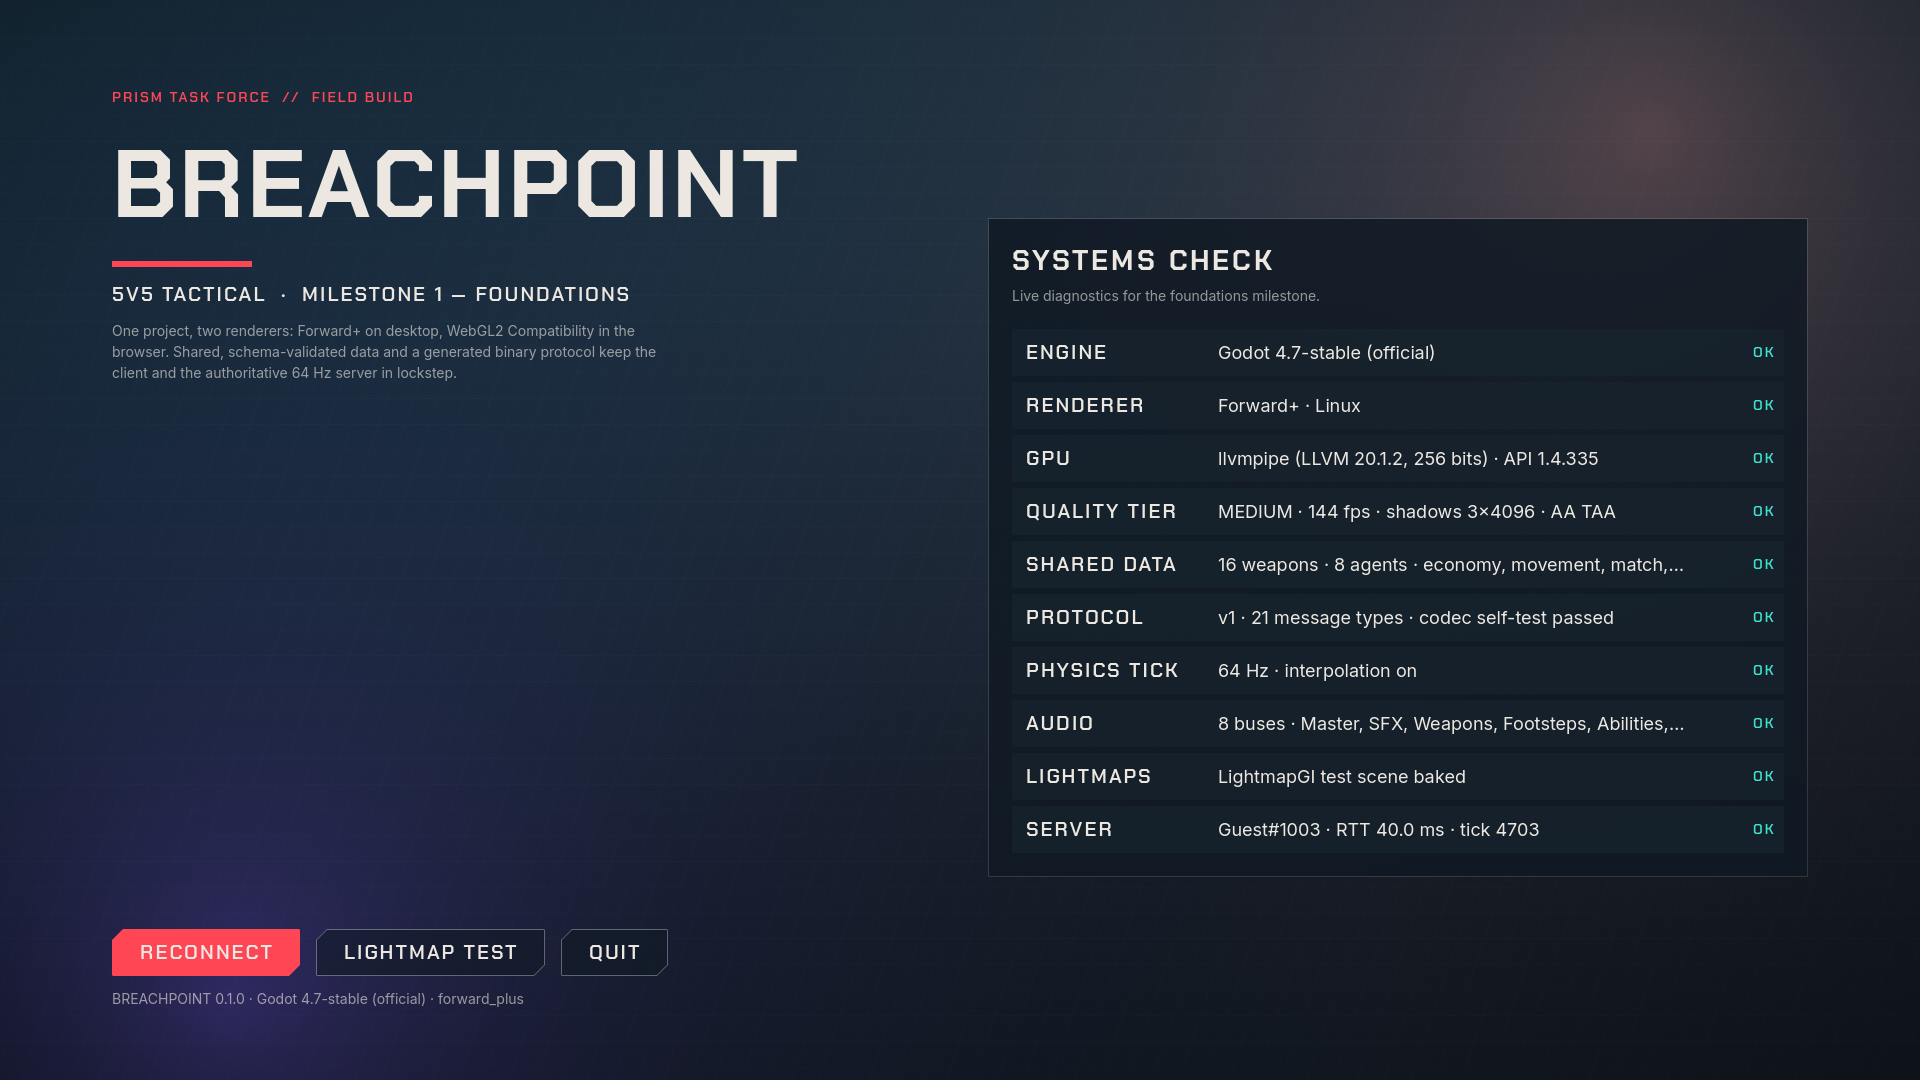 PRISM TASK FORCE // FIELD BUILD
BREACHPOINT
5V5 TACTICAL · MILESTONE 1 — FOUNDATIONS
One project, two renderers: Forward+ on desktop, WebGL2 Compatibility in the
browser. Shared, schema-validated data and a generated binary protocol keep the
client and the authoritative 64 Hz server in lockstep.
SYSTEMS CHECK
Live diagnostics for the foundations milestone.
ENGINE Godot 4.7-stable (official) OK
RENDERER Forward+ · Linux OK
GPU llvmpipe (LLVM 20.1.2, 256 bits) · API 1.4.335 OK
QUALITY TIER MEDIUM · 144 fps · shadows 3×4096 · AA TAA OK
SHARED DATA 16 weapons · 8 agents · economy, movement, match,... OK
PROTOCOL v1 · 21 message types · codec self-test passed OK
PHYSICS TICK 64 Hz · interpolation on OK
AUDIO 8 buses · Master, SFX, Weapons, Footsteps, Abilities,... OK
LIGHTMAPS LightmapGI test scene baked OK
SERVER Guest#1003 · RTT 40.0 ms · tick 4703 OK
RECONNECT LIGHTMAP TEST QUIT
BREACHPOINT 0.1.0 · Godot 4.7-stable (official) · forward_plus